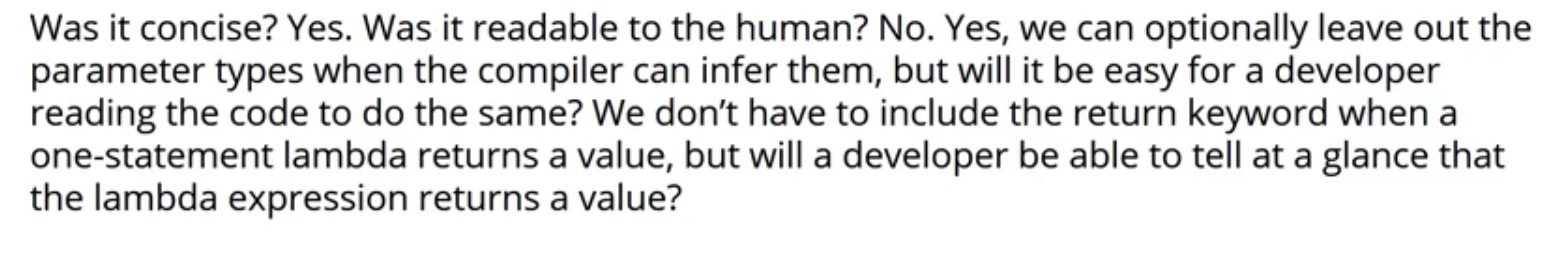 Was it concise? Yes. Was it readable to the human? No. Yes, we can optionally leave out the
parameter types when the compiler can infer them, but will it be easy for a developer
reading the code to do the same? We don’t have to include the return keyword when a
one-statement lambda returns a value, but will a developer be able to tell at a glance that
the lambda expression returns a value?